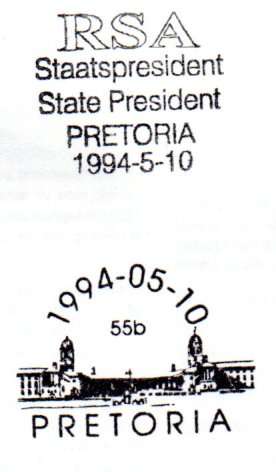 RSA
Staatspresident
State President
PRETORIA
1994-5-10
1994-05-10
55b
PRETORIA